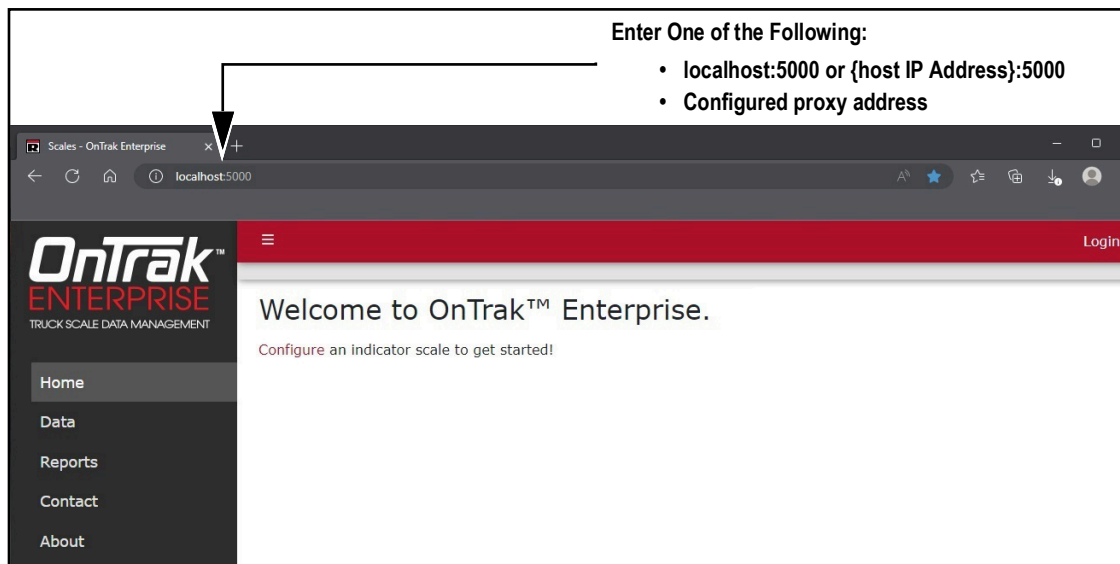 Enter One of the Following:
• localhost:5000 or {host IP Address}:5000
• Configured proxy address
Scales - OnTrak Enterprise
localhost:5000
OnTrak™
ENTERPRISE
TRUCK SCALE DATA MANAGEMENT
Login
Welcome to OnTrak™ Enterprise.
Configure an indicator scale to get started!
Home
Data
Reports
Contact
About